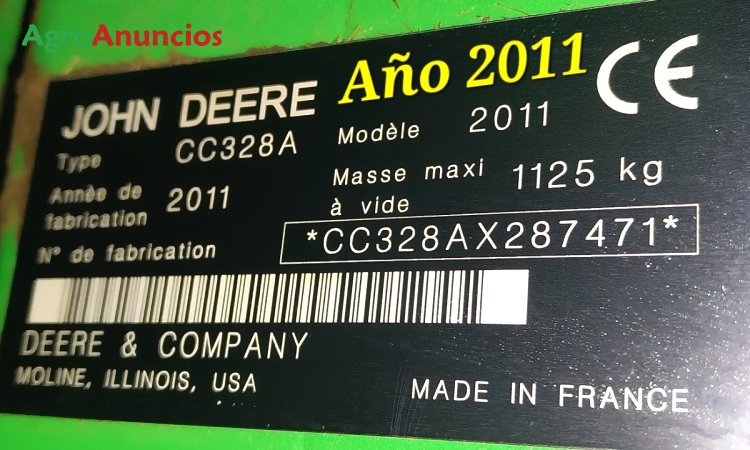 AgroAnuncios
Año 2011
CE
JOHN DEERE
Type CC328A Modèle 2011
Année de fabrication 2011 Masse maxi à vide 1125 kg
N° de fabrication *CC328AX287471*
DEERE & COMPANY
MOLINE, ILLINOIS, USA
MADE IN FRANCE